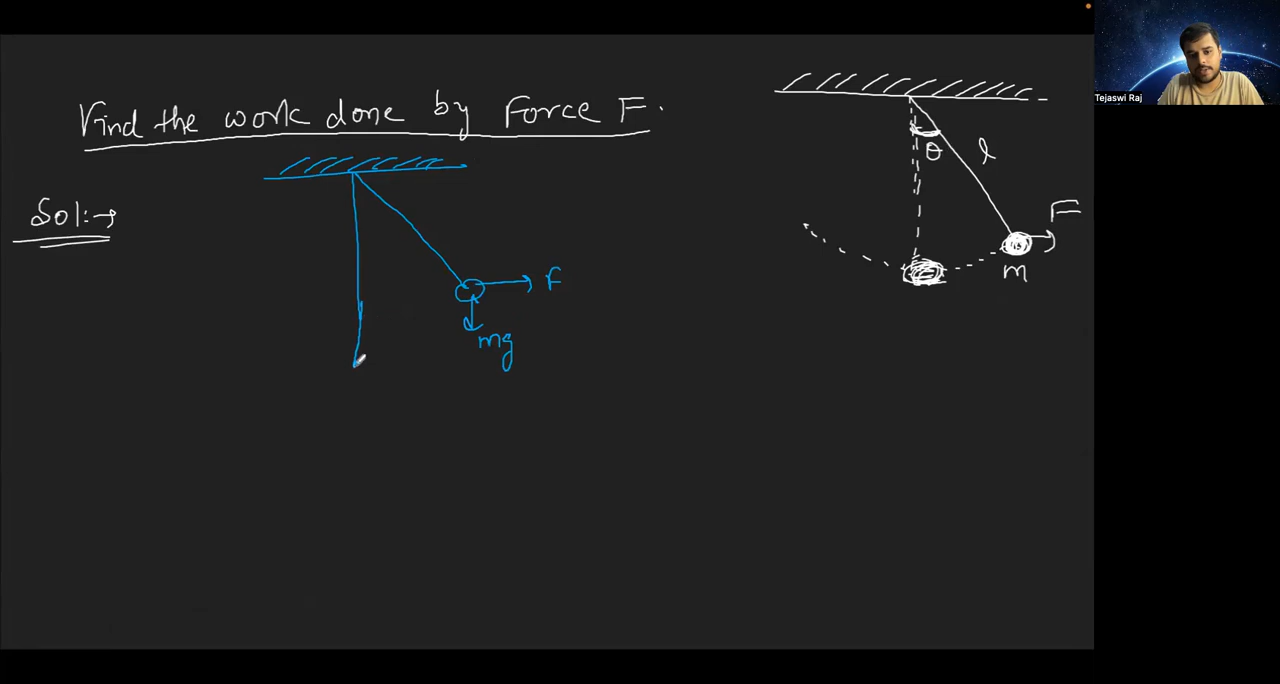 Find the work done by Force F.
Sol:→
F
mg
θ
l
F
m
Tejaswi Raj